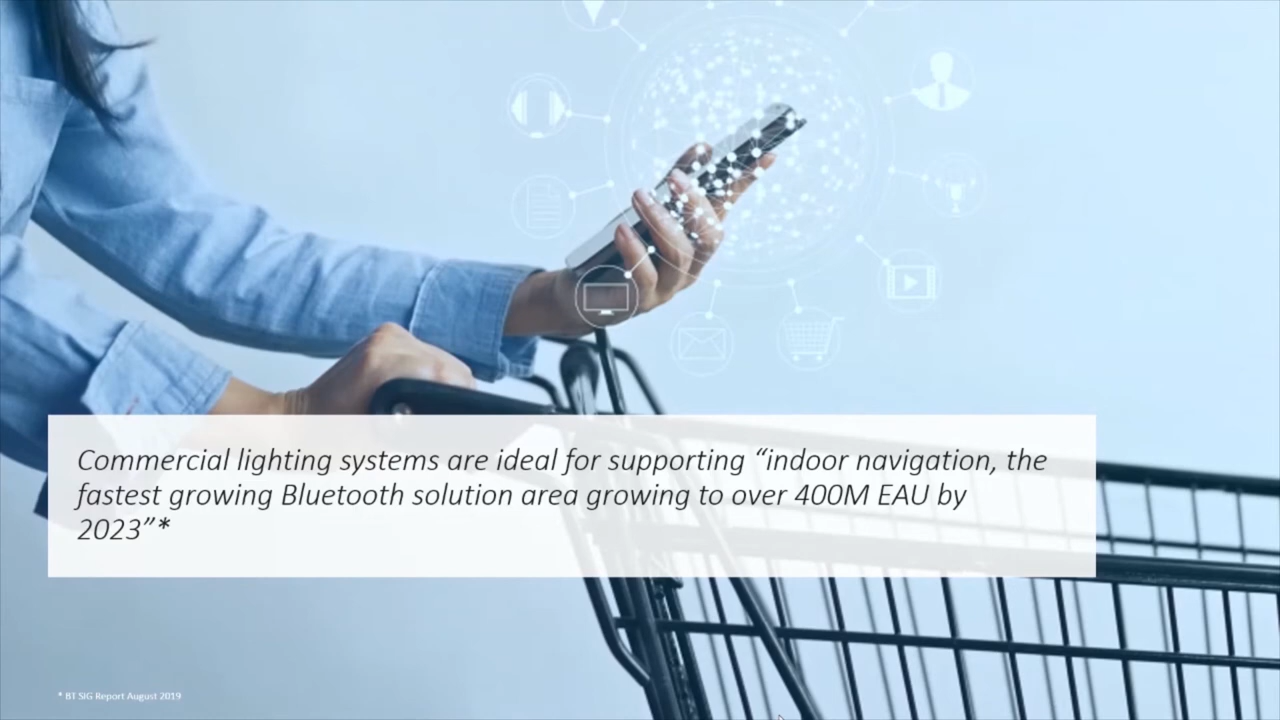 Commercial lighting systems are ideal for supporting “indoor navigation, the
fastest growing Bluetooth solution area growing to over 400M EAU by
2023”*
* BT SIG Report August 2019